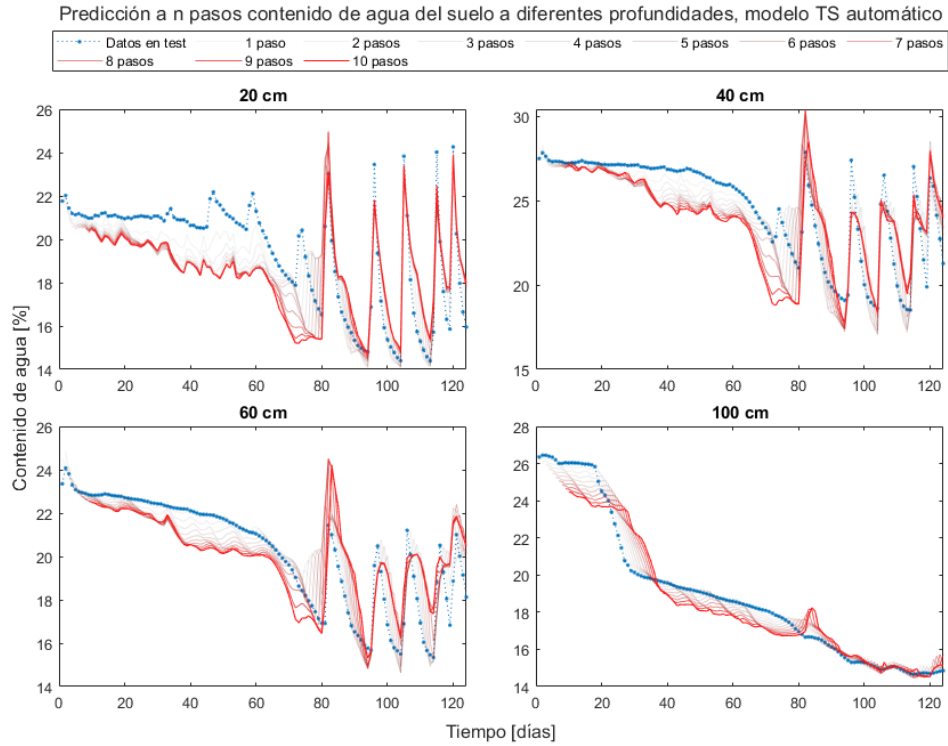 Predicción a n pasos contenido de agua del suelo a diferentes profundidades, modelo TS automático
Datos en test 1 paso 2 pasos 3 pasos 4 pasos 5 pasos 6 pasos 7 pasos
8 pasos 9 pasos 10 pasos
20 cm
26
24
22
20
18
16
14
0 20 40 60 80 100 120
40 cm
30
25
20
15
0 20 40 60 80 100 120
60 cm
26
24
22
20
18
16
14
0 20 40 60 80 100 120
100 cm
28
26
24
22
20
18
16
14
0 20 40 60 80 100 120
Contenido de agua [%]
Tiempo [días]